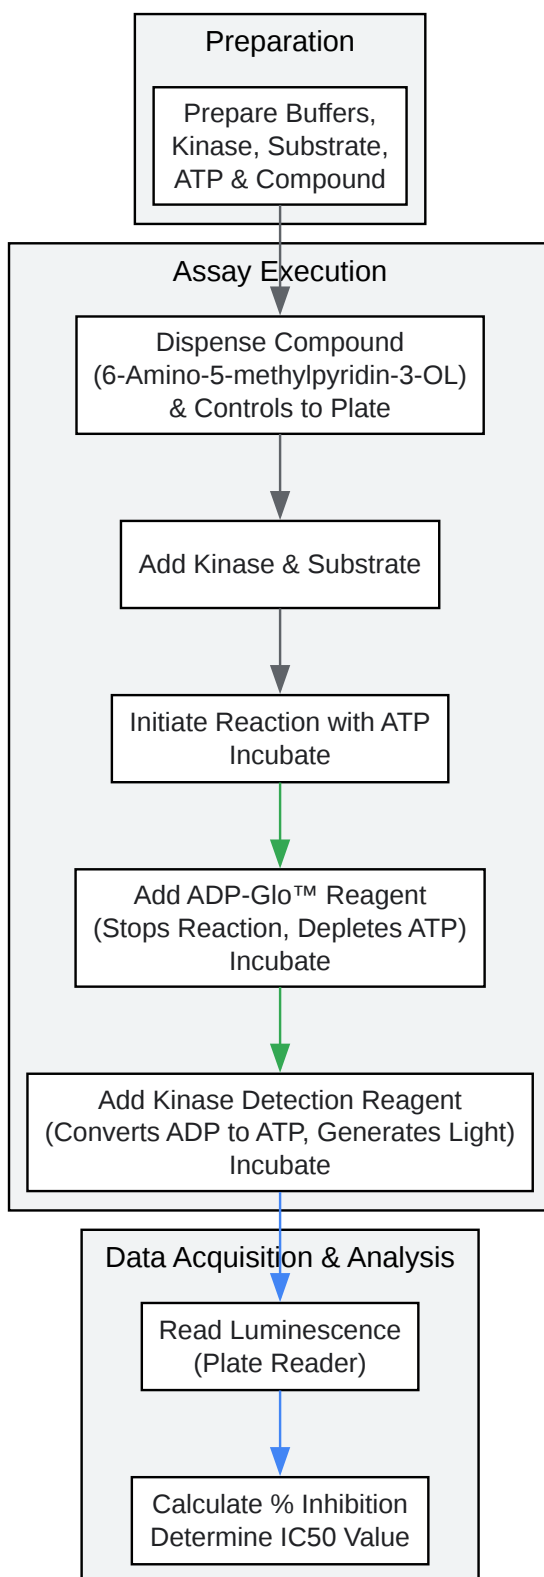 Preparation
Prepare Buffers,
Kinase, Substrate,
ATP & Compound
Assay Execution
Dispense Compound
(6-Amino-5-methylpyridin-3-OL)
& Controls to Plate
Add Kinase & Substrate
Initiate Reaction with ATP
Incubate
Add ADP-Glo™ Reagent
(Stops Reaction, Depletes ATP)
Incubate
Add Kinase Detection Reagent
(Converts ADP to ATP, Generates Light)
Incubate
Data Acquisition & Analysis
Read Luminescence
(Plate Reader)
Calculate % Inhibition
Determine IC50 Value